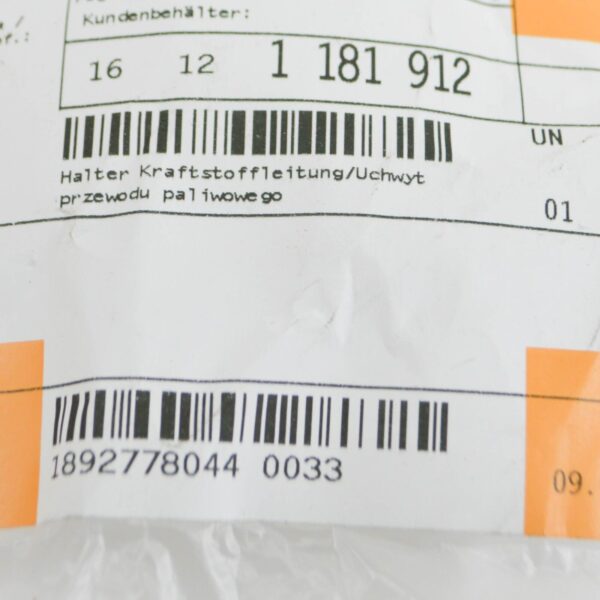 Kundenbehälter:
16 12 1 181 912
UN
Halter Kraftstoffleitung/Uchwyt
przewodu paliwowego
01
1892778044 0033
09.